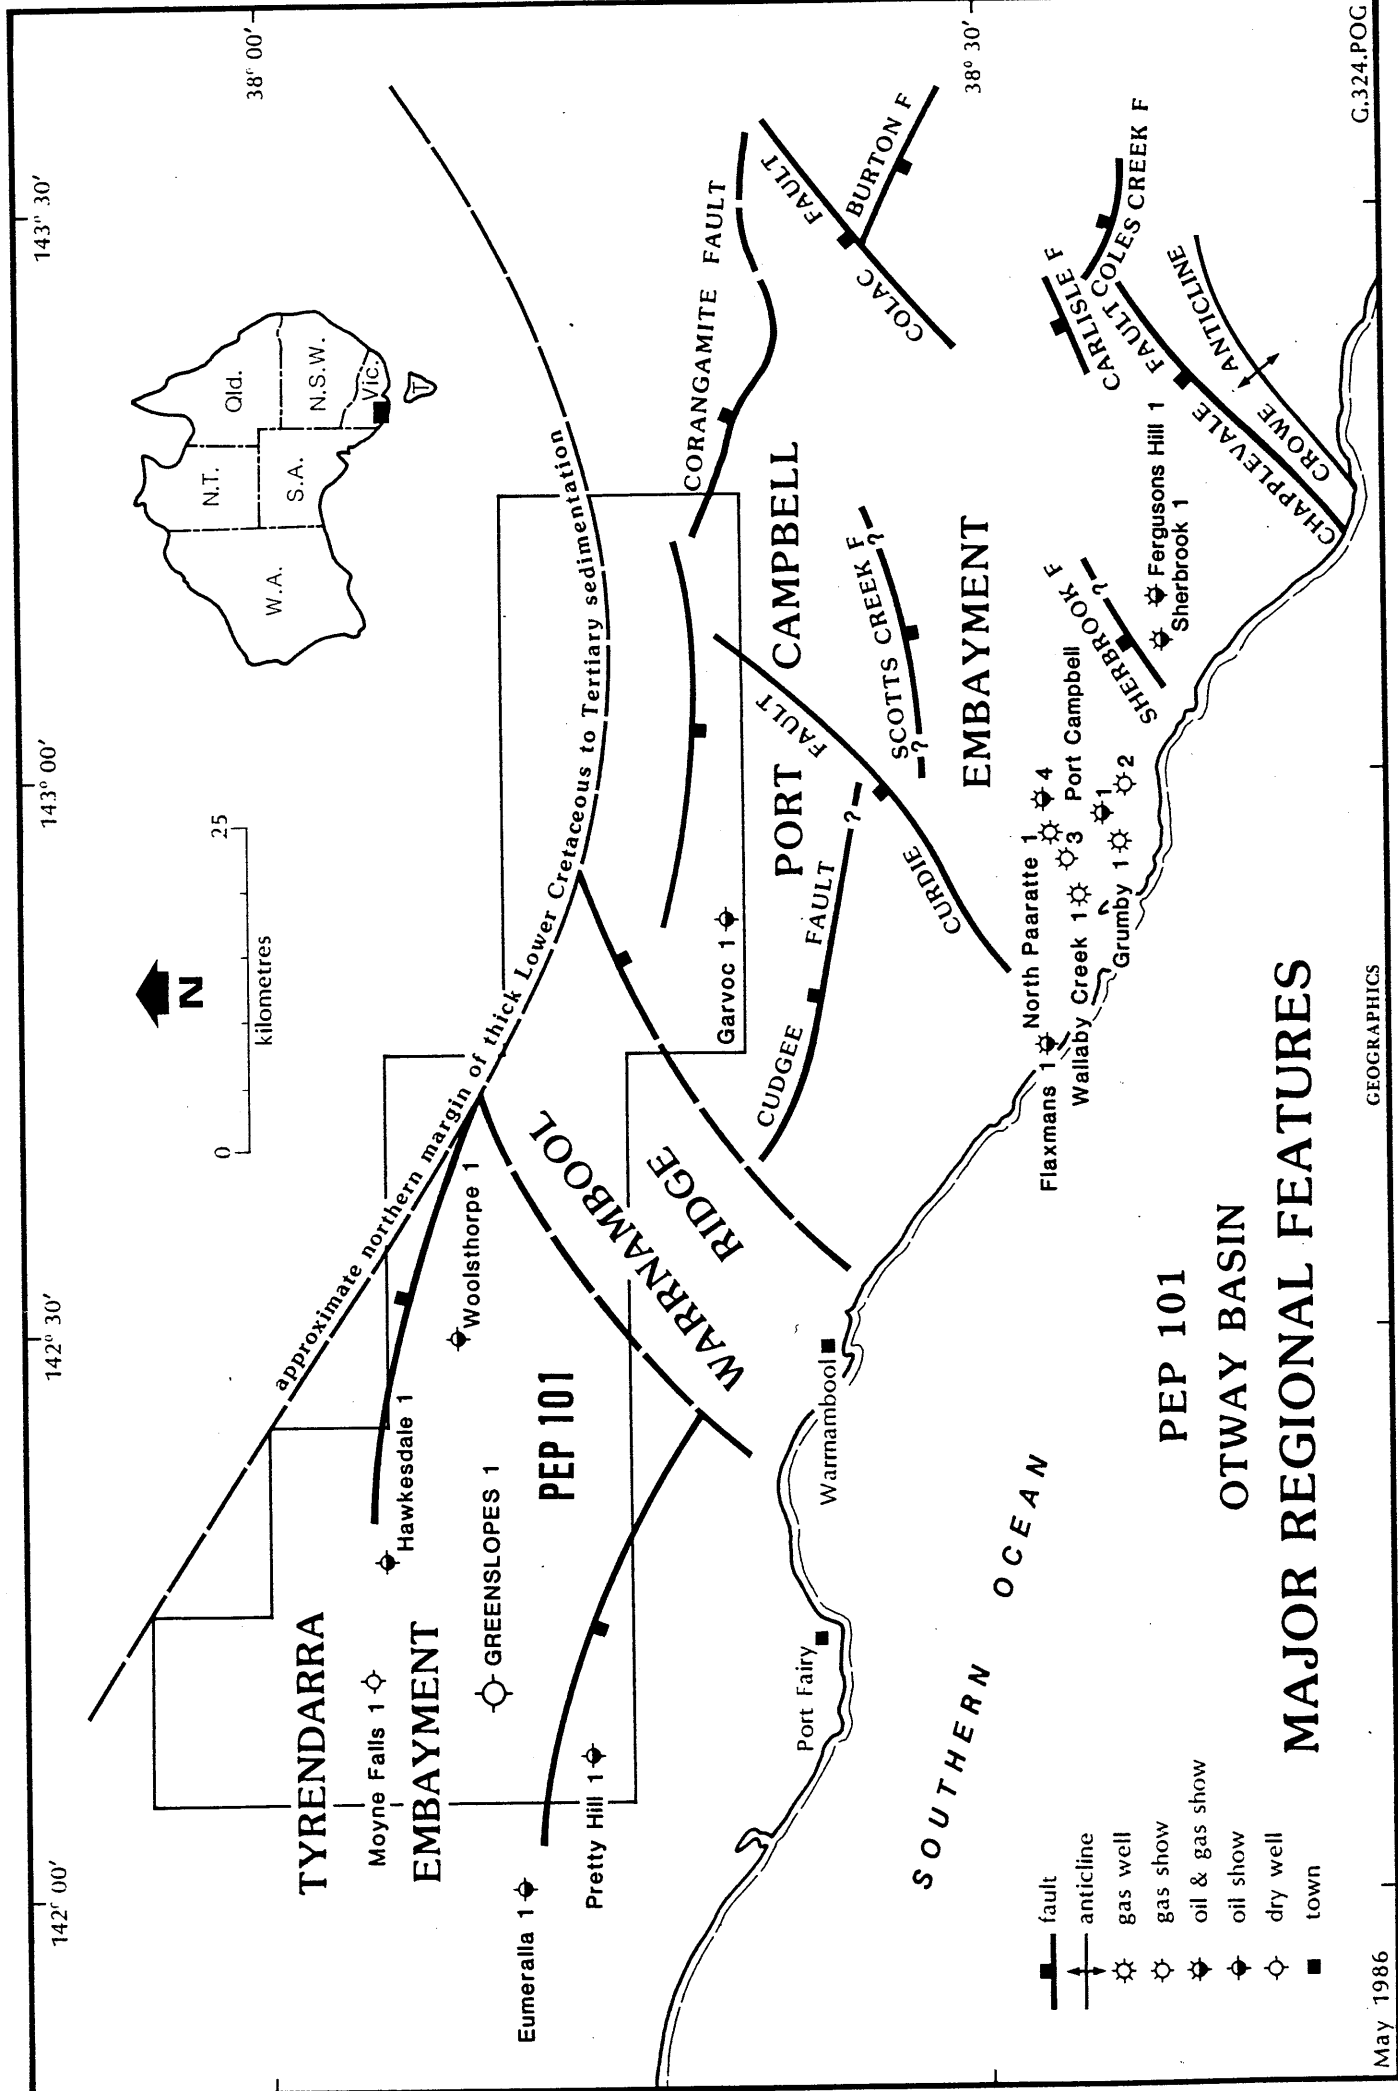 142° 00'
142° 30'
143° 00'
143° 30'
38° 00'
38° 30'
N
0
25
kilometres
W.A.
N.T.
S.A.
Qld.
N.S.W.
Vic.
T
approximate northern margin of thick Lower Cretaceous to Tertiary sedimentation
TYRENDARRA
Moyne Falls 1
EMBAYMENT
Hawkesdale 1
Woolsthorpe 1
GREENSLOPES 1
PEP 101
Eumeralla 1
Pretty Hill 1
WARRNAMBOOL
RIDGE
Garvoc 1
CORANGAMITE FAULT
PORT CAMPBELL
EMBAYMENT
CUDGEE FAULT
?
CURDIE FAULT
SCOTTS CREEK F
?
?
COLAC FAULT
BURTON F
CARLISLE F
COLES CREEK F
CHAPPLEVALE FAULT
CROWE ANTICLINE
SHERBROOK F
?
Fergusons Hill 1
Sherbrook 1
Port Campbell
4
3
1
2
North Paaratte 1
Flaxmans 1
Wallaby Creek 1
Grumby 1
Port Fairy
Warrnambool
SOUTHERN OCEAN
fault
anticline
gas well
gas show
oil & gas show
oil show
dry well
town
PEP 101
OTWAY BASIN
MAJOR REGIONAL FEATURES
May 1986
GEOGRAPHICS
G.324.POG